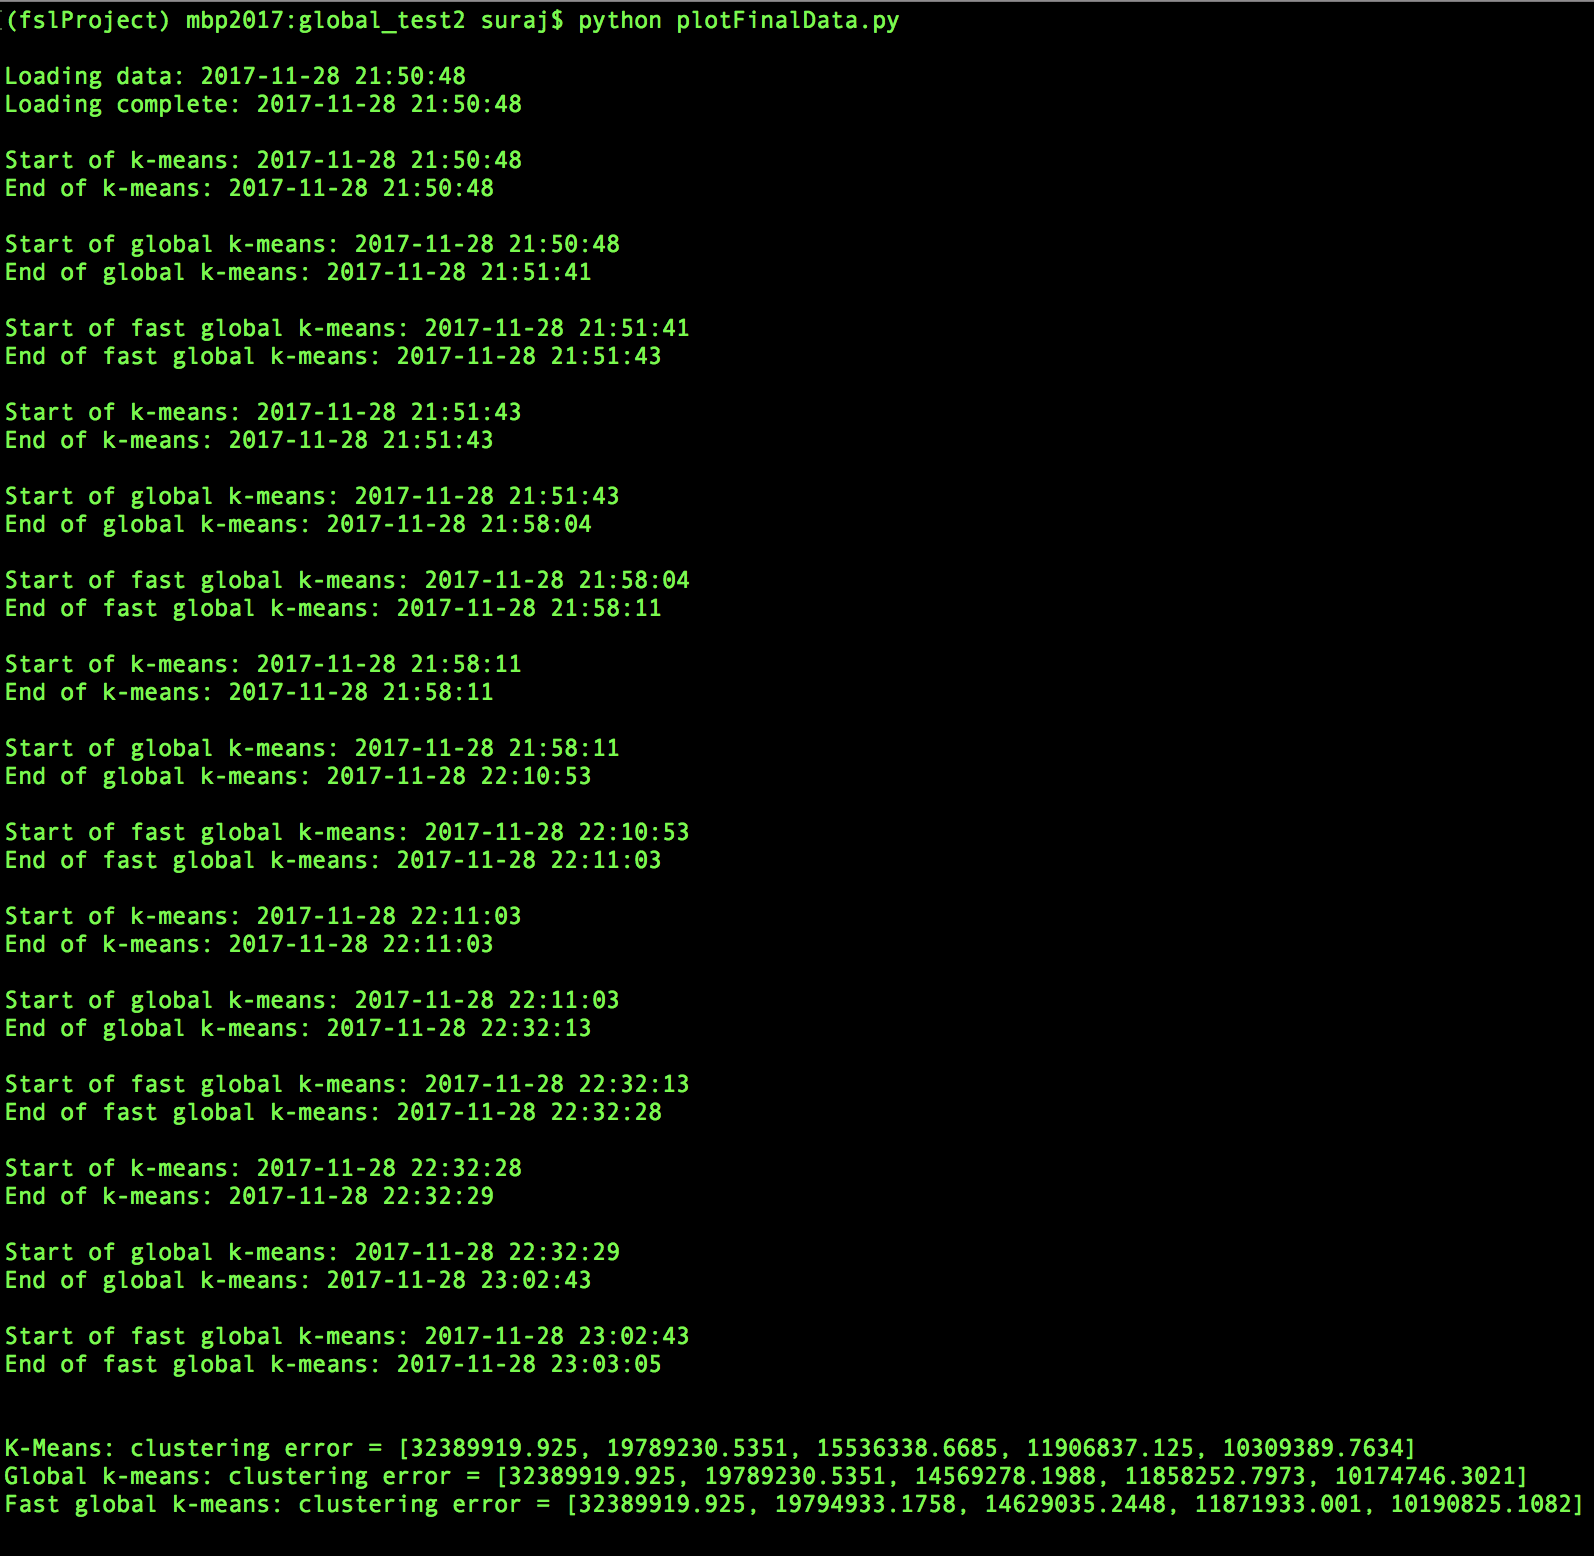 (fslProject) mbp2017:global_test2 suraj$ python plotFinalData.py
Loading data: 2017-11-28 21:50:48
Loading complete: 2017-11-28 21:50:48
Start of k-means: 2017-11-28 21:50:48
End of k-means: 2017-11-28 21:50:48
Start of global k-means: 2017-11-28 21:50:48
End of global k-means: 2017-11-28 21:51:41
Start of fast global k-means: 2017-11-28 21:51:41
End of fast global k-means: 2017-11-28 21:51:43
Start of k-means: 2017-11-28 21:51:43
End of k-means: 2017-11-28 21:51:43
Start of global k-means: 2017-11-28 21:51:43
End of global k-means: 2017-11-28 21:58:04
Start of fast global k-means: 2017-11-28 21:58:04
End of fast global k-means: 2017-11-28 21:58:11
Start of k-means: 2017-11-28 21:58:11
End of k-means: 2017-11-28 21:58:11
Start of global k-means: 2017-11-28 21:58:11
End of global k-means: 2017-11-28 22:10:53
Start of fast global k-means: 2017-11-28 22:10:53
End of fast global k-means: 2017-11-28 22:11:03
Start of k-means: 2017-11-28 22:11:03
End of k-means: 2017-11-28 22:11:03
Start of global k-means: 2017-11-28 22:11:03
End of global k-means: 2017-11-28 22:32:13
Start of fast global k-means: 2017-11-28 22:32:13
End of fast global k-means: 2017-11-28 22:32:28
Start of k-means: 2017-11-28 22:32:28
End of k-means: 2017-11-28 22:32:29
Start of global k-means: 2017-11-28 22:32:29
End of global k-means: 2017-11-28 23:02:43
Start of fast global k-means: 2017-11-28 23:02:43
End of fast global k-means: 2017-11-28 23:03:05
K-Means: clustering error = [32389919.925, 19789230.5351, 15536338.6685, 11906837.125, 10309389.7634]
Global k-means: clustering error = [32389919.925, 19789230.5351, 14569278.1988, 11858252.7973, 10174746.3021]
Fast global k-means: clustering error = [32389919.925, 19794933.1758, 14629035.2448, 11871933.001, 10190825.1082]